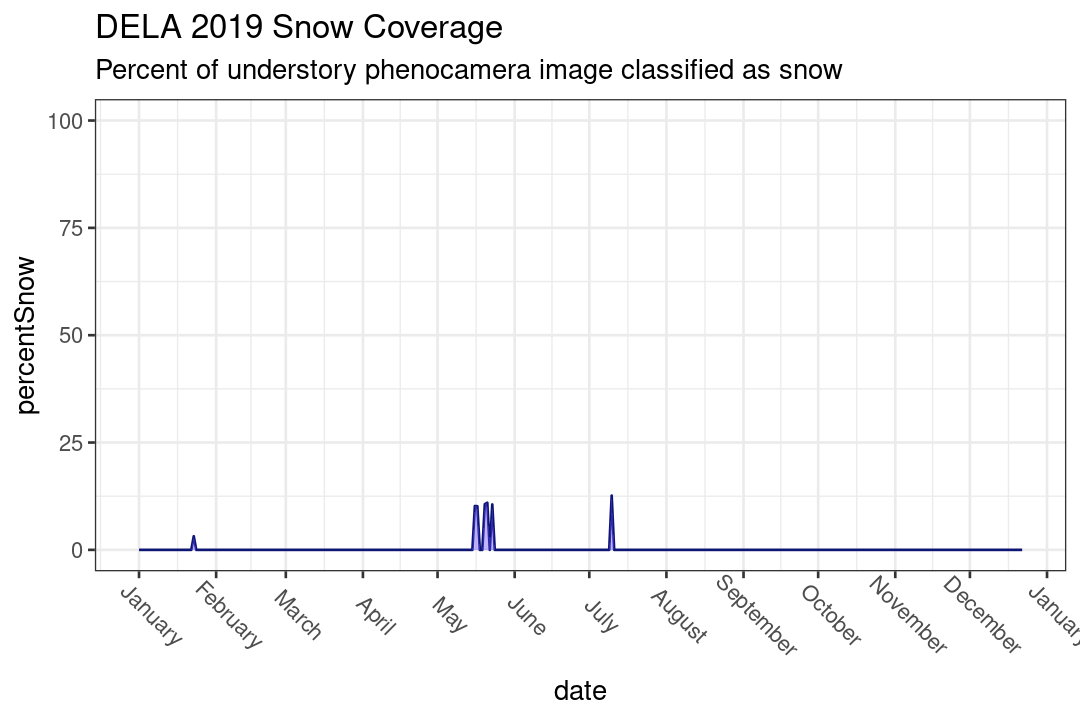 DELA 2019 Snow Coverage
Percent of understory phenocamera image classified as snow
100
75
50
25
0
percentSnow
January
February
March
April
May
June
July
August
September
October
November
December
January
date